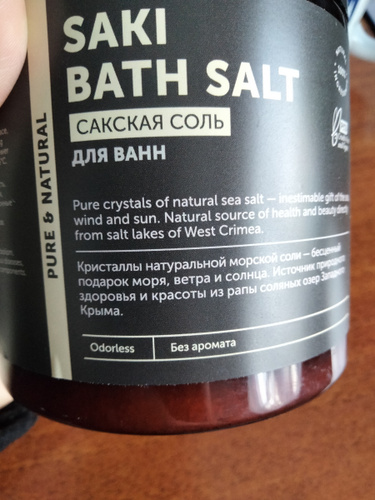 SAKI
BATH SALT
САКСКАЯ СОЛЬ
ДЛЯ ВАНН
PURE & NATURAL
Pure crystals of natural sea salt — inestimable gift of the
wind and sun. Natural source of health and beauty directly
from salt lakes of West Crimea.
Кристаллы натуральной морской соли — бесценный
подарок моря, ветра и солнца. Источник природного
здоровья и красоты из рапы соляных озер Западного
Крыма.
Odorless Без аромата